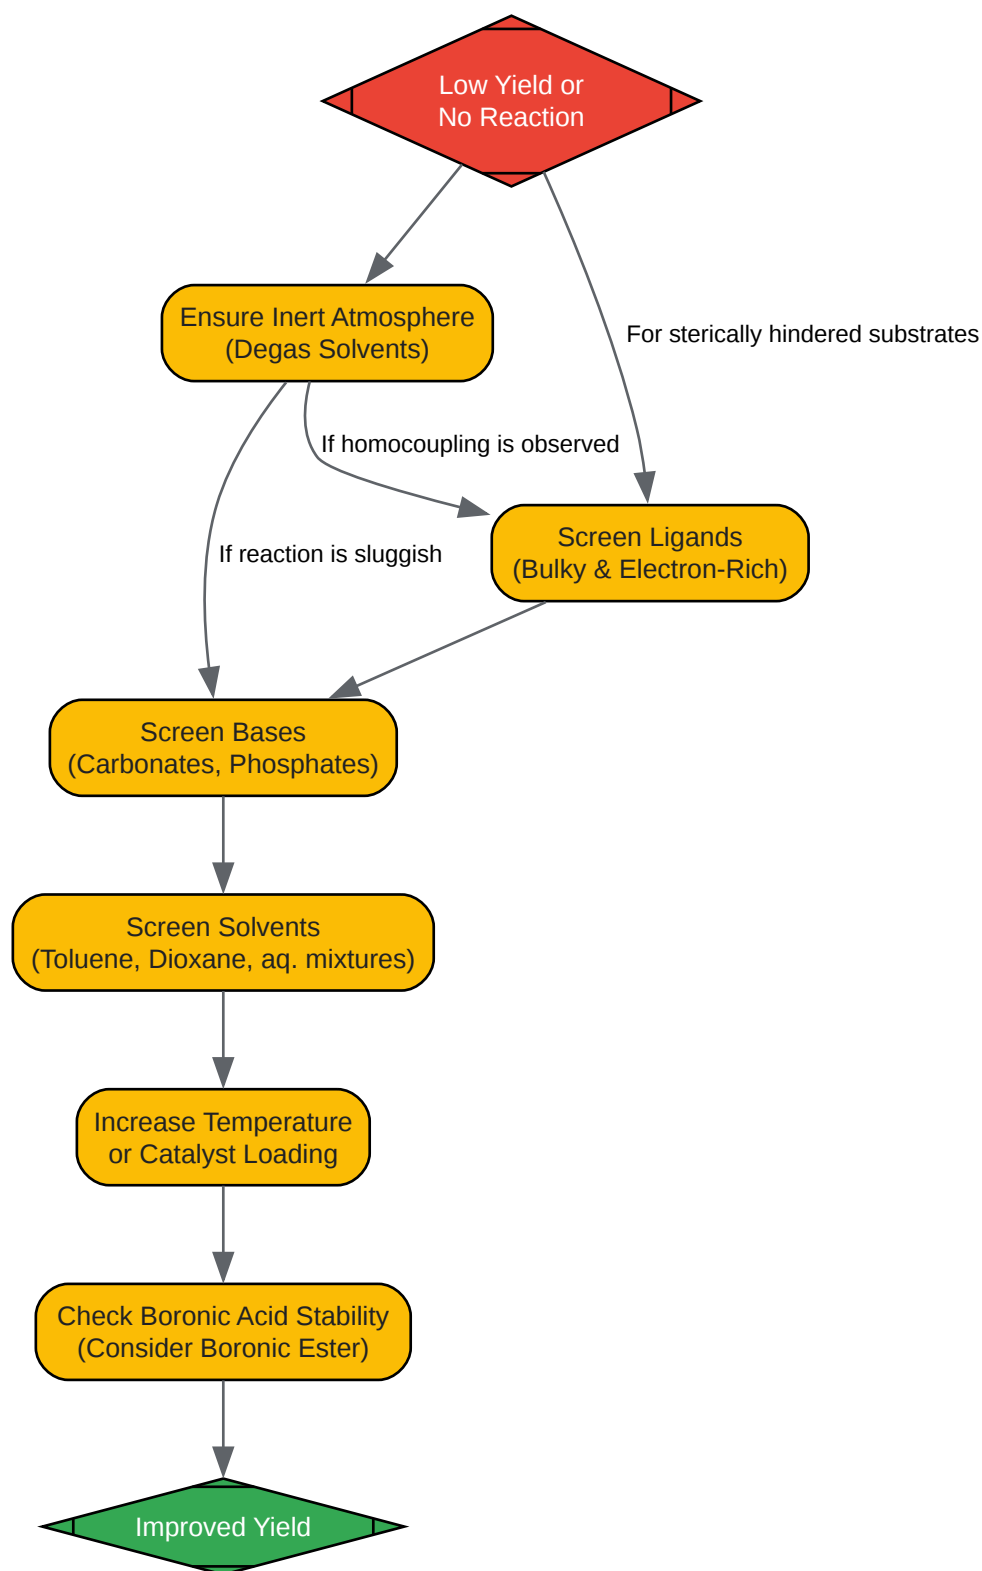 Low Yield or
No Reaction
Ensure Inert Atmosphere
(Degas Solvents)
For sterically hindered substrates
If homocoupling is observed
If reaction is sluggish
Screen Ligands
(Bulky & Electron-Rich)
Screen Bases
(Carbonates, Phosphates)
Screen Solvents
(Toluene, Dioxane, aq. mixtures)
Increase Temperature
or Catalyst Loading
Check Boronic Acid Stability
(Consider Boronic Ester)
Improved Yield